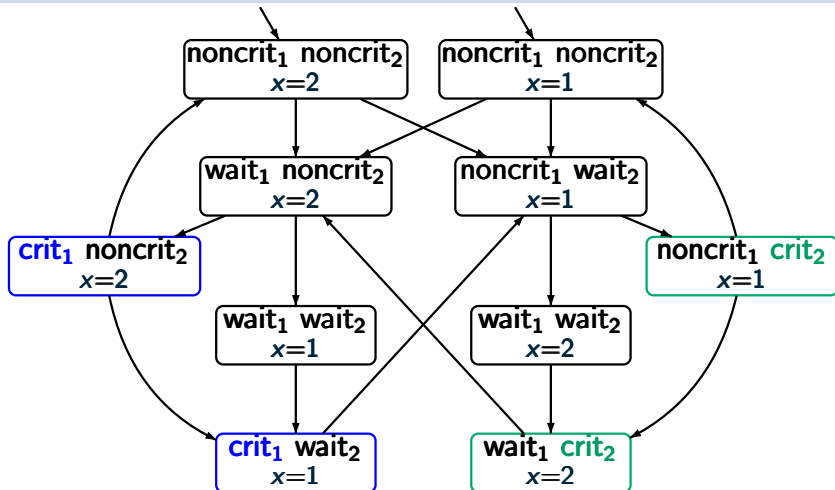 noncrit₁ noncrit₂
x=2
noncrit₁ noncrit₂
x=1
wait₁ noncrit₂
x=2
noncrit₁ wait₂
x=1
crit₁ noncrit₂
x=2
noncrit₁ crit₂
x=1
wait₁ wait₂
x=1
wait₁ wait₂
x=2
crit₁ wait₂
x=1
wait₁ crit₂
x=2